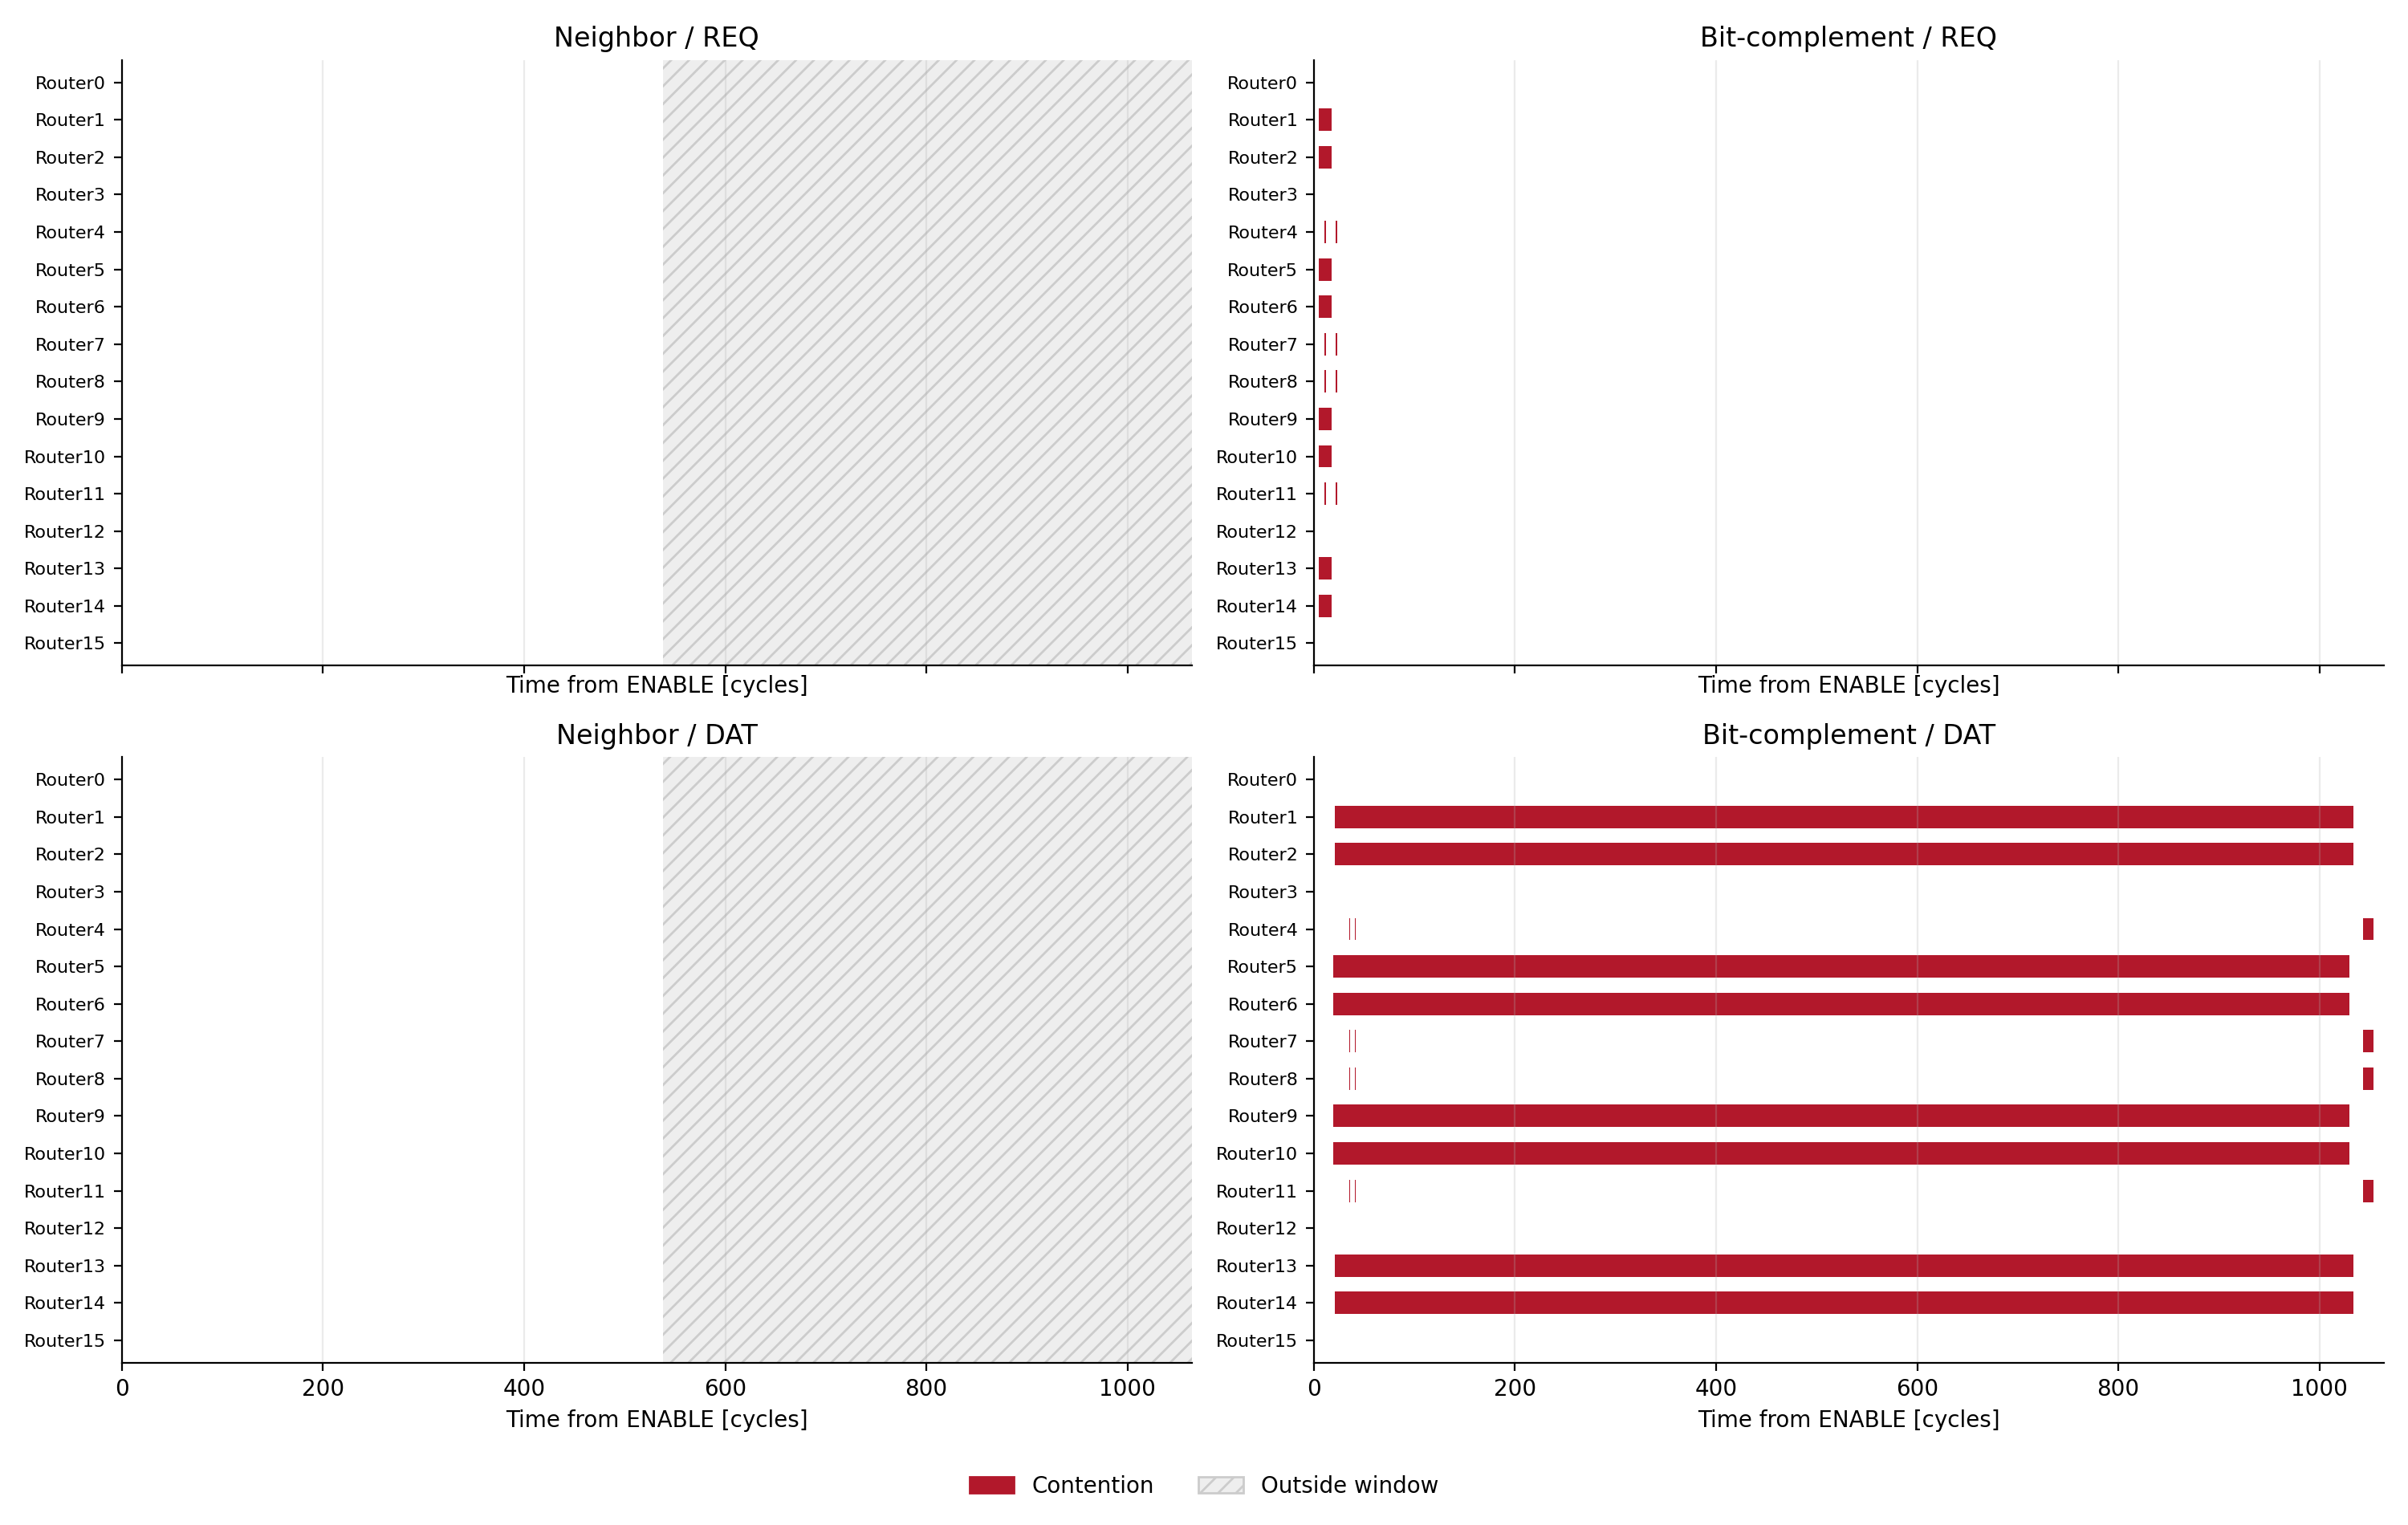 Neighbor / REQ
Router0
Router1
Router2
Router3
Router4
Router5
Router6
Router7
Router8
Router9
Router10
Router11
Router12
Router13
Router14
Router15
Time from ENABLE [cycles]
Bit-complement / REQ
Router0
Router1
Router2
Router3
Router4
Router5
Router6
Router7
Router8
Router9
Router10
Router11
Router12
Router13
Router14
Router15
Time from ENABLE [cycles]
Neighbor / DAT
Router0
Router1
Router2
Router3
Router4
Router5
Router6
Router7
Router8
Router9
Router10
Router11
Router12
Router13
Router14
Router15
0 200 400 600 800 1000
Time from ENABLE [cycles]
Bit-complement / DAT
Router0
Router1
Router2
Router3
Router4
Router5
Router6
Router7
Router8
Router9
Router10
Router11
Router12
Router13
Router14
Router15
0 200 400 600 800 1000
Time from ENABLE [cycles]
Contention Outside window